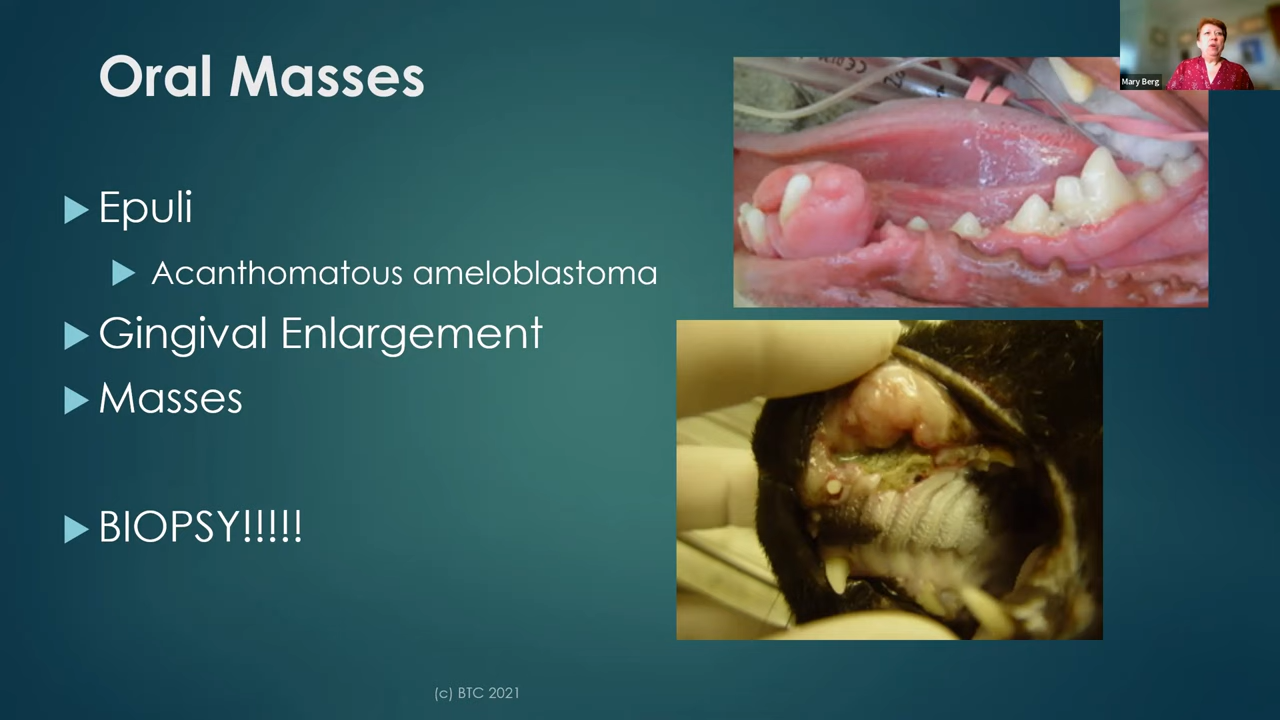 Oral Masses
Mary Berg
Epuli
Acanthomatous ameloblastoma
Gingival Enlargement
Masses
BIOPSY!!!!!
(c) BTC 2021